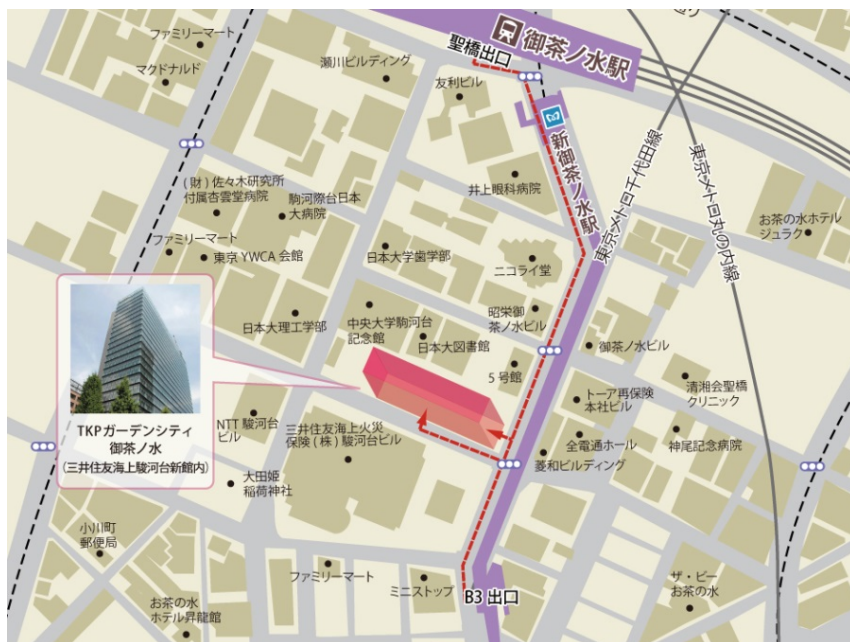 ファミリーマート
マクドナルド
瀬川ビルディング
聖橋出口
御茶ノ水駅
友利ビル
新御茶ノ水駅
井上眼科病院
東京メトロ千代田線
東京メトロ丸の内線
お茶の水ホテル
ジュラク
(財)佐々木研究所
付属杏雲堂病院
駿河際台日本
大病院
ファミリーマート
東京 YWCA 会館
日本大学歯学部
ニコライ堂
日本大理工学部
中央大学駿河台
記念館
日本大図書館
昭栄御
茶ノ水ビル
5 号館
御茶ノ水ビル
清湘会聖橋
クリニック
トーア再保険
本社ビル
全電通ホール
神尾記念病院
菱和ビルディング
TKPガーデンシティ
御茶ノ水
(三井住友海上駿河台新館内)
NTT 駿河台
ビル
三井住友海上火災
保険(株)駿河台ビル
大田姫
稲荷神社
小川町
郵便局
ファミリーマート
ミニストップ
B3 出口
ザ・ビー
お茶の水
お茶の水
ホテル昇龍館